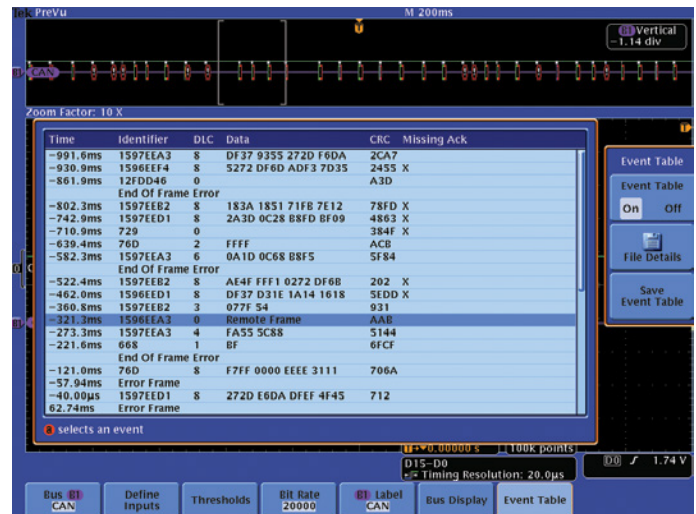 Tek PreVu M 200ms
B1 Vertical
-1.14 div
B1 CAN
Zoom Factor: 10 X
Time Identifier DLC Data CRC Missing Ack
-991.6ms 1597EEA3 8 DF37 9355 272D F6DA 2CA7
-930.9ms 1596EEF4 8 5272 DF6D ADF3 7D35 2455 X
-861.9ms 12FDD46 0 A3D
End Of Frame Error
-802.3ms 1597EEB2 8 183A 1851 71FB 7E12 78FD X
-742.9ms 1597EED1 8 2A3D 0C28 B8FD BF09 4863 X
-710.9ms 729 0 384F X
-639.4ms 76D 2 FFFF ACB
-582.3ms 1597EEA3 6 0A1D 0C68 B8F5 5F84
End Of Frame Error
-522.4ms 1597EEB2 8 AE4F FFF1 0272 DF6B 202 X
-462.0ms 1596EED1 8 DF37 D31E 1A14 1618 5EDD X
-360.8ms 1597EEB2 3 077F 54 931
-321.3ms 1596EEA3 0 Remote Frame AAB
-273.3ms 1597EEA3 4 FA55 5C88 5144
-221.6ms 668 1 BF 6FCF
End Of Frame Error
-121.0ms 76D 8 F7FF 0000 EEEE 3111 706A
-57.94ms Error Frame
-40.00µs 1597EED1 8 272D E6DA DFEF 4F45 712
62.74ms Error Frame
a selects an event
Event Table
Event Table
On Off
File Details
Save
Event Table
0.00000 s 100k points
D15-D0
Timing Resolution: 20.0µs
D0 1.74 V
Bus B1
CAN
Define
Inputs
Thresholds
Bit Rate
20000
B1 Label
CAN
Bus Display
Event Table